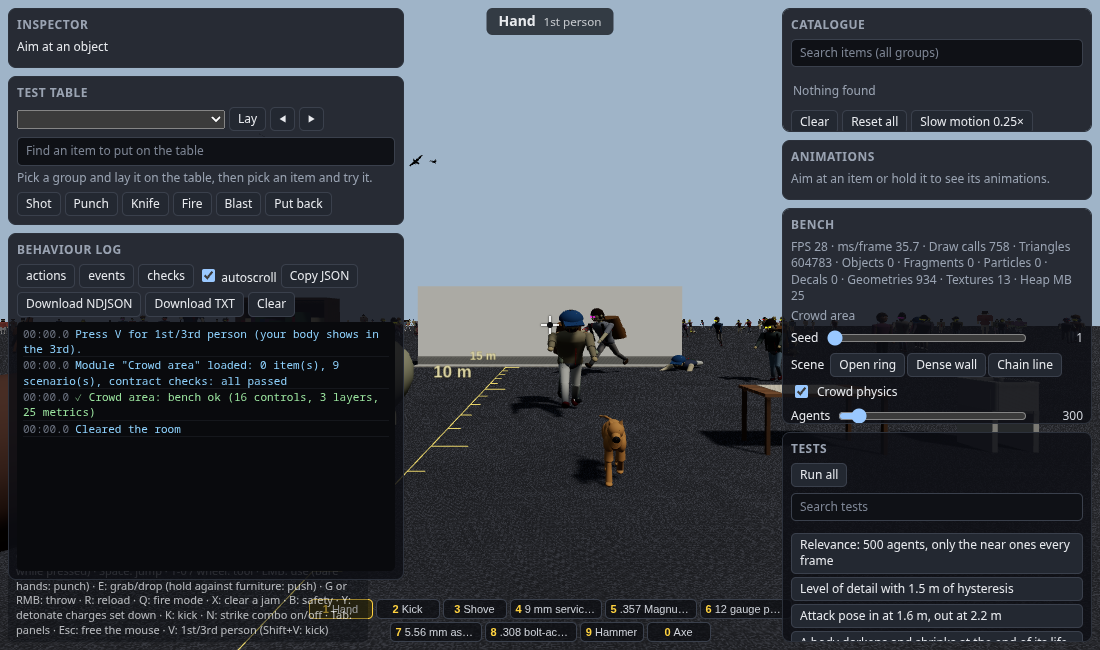 INSPECTOR
Aim at an object
TEST TABLE
Lay
Find an item to put on the table
Pick a group and lay it on the table, then pick an item and try it.
Shot Punch Knife Fire Blast Put back
BEHAVIOUR LOG
actions events checks autoscroll Copy JSON
Download NDJSON Download TXT Clear
00:00.0 Press V for 1st/3rd person (your body shows in
the 3rd).
00:00.0 Module "Crowd area" loaded: 0 item(s), 9
scenario(s), contract checks: all passed
00:00.0 ✓ Crowd area: bench ok (16 controls, 3 layers,
25 metrics)
00:00.0 Cleared the room
hands: punch) · E: grab/drop (hold against furniture: push) · G or
RMB: throw · R: reload · Q: fire mode · X: clear a jam · B: safety · Y:
detonate charges set down · K: kick · N: strike combo on/off · Tab:
panels · Esc: free the mouse · V: 1st/3rd person (Shift+V: kick)
Hand 1st person
15 m
10 m
1 Hand 2 Kick 3 Shove 4 9 mm servic… 5 .357 Magnu… 6 12 gauge p…
7 5.56 mm as… 8 .308 bolt-ac… 9 Hammer 0 Axe
CATALOGUE
Search items (all groups)
Nothing found
Clear Reset all Slow motion 0.25×
ANIMATIONS
Aim at an item or hold it to see its animations.
BENCH
FPS 28 · ms/frame 35.7 · Draw calls 758 · Triangles
604783 · Objects 0 · Fragments 0 · Particles 0 ·
Decals 0 · Geometries 934 · Textures 13 · Heap MB
25
Crowd area
Seed 1
Scene Open ring Dense wall Chain line
Crowd physics
Agents 300
TESTS
Run all
Search tests
Relevance: 500 agents, only the near ones every
frame
Level of detail with 1.5 m of hysteresis
Attack pose in at 1.6 m, out at 2.2 m
A body darkens and shrinks at the end of its life